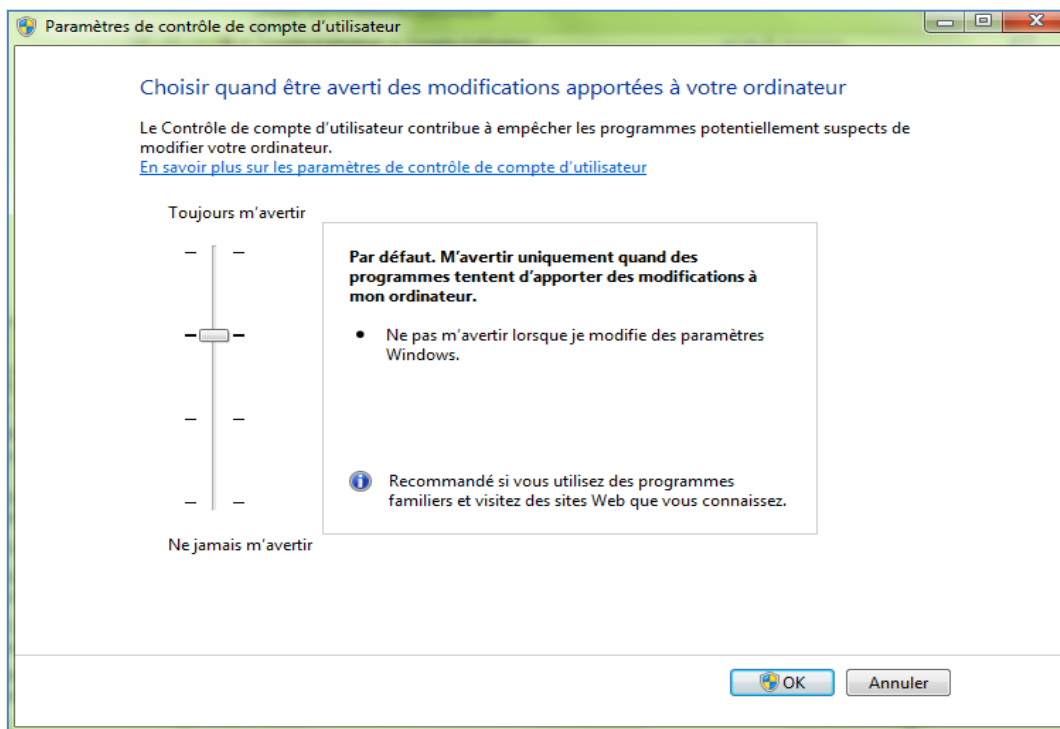 Paramètres de contrôle de compte d'utilisateur
Choisir quand être averti des modifications apportées à votre ordinateur
Le Contrôle de compte d'utilisateur contribue à empêcher les programmes potentiellement suspects de
modifier votre ordinateur.
En savoir plus sur les paramètres de contrôle de compte d'utilisateur
Toujours m'avertir
Par défaut. M'avertir uniquement quand des
programmes tentent d'apporter des modifications à
mon ordinateur.
• Ne pas m'avertir lorsque je modifie des paramètres
Windows.
Recommandé si vous utilisez des programmes
familiers et visitez des sites Web que vous connaissez.
Ne jamais m'avertir
OK
Annuler